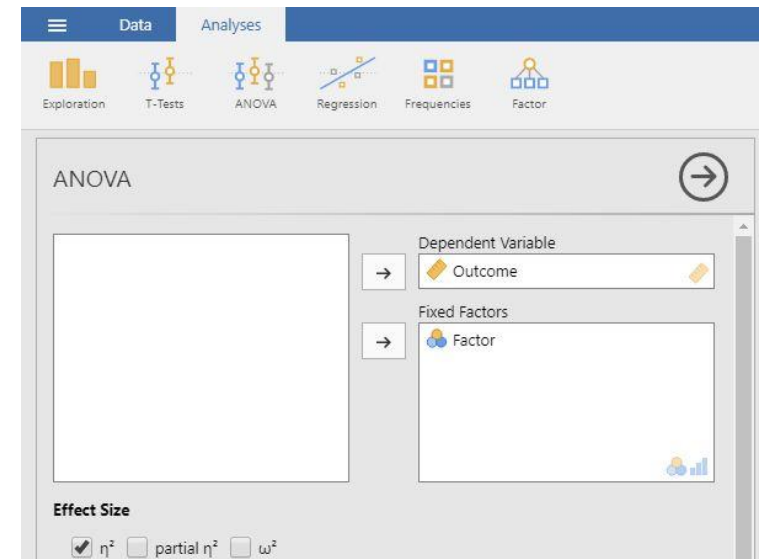 Data Analyses
Exploration T-Tests ANOVA Regression Frequencies Factor
ANOVA
Dependent Variable
Outcome
Fixed Factors
Factor
Effect Size
η² partial η² ω²